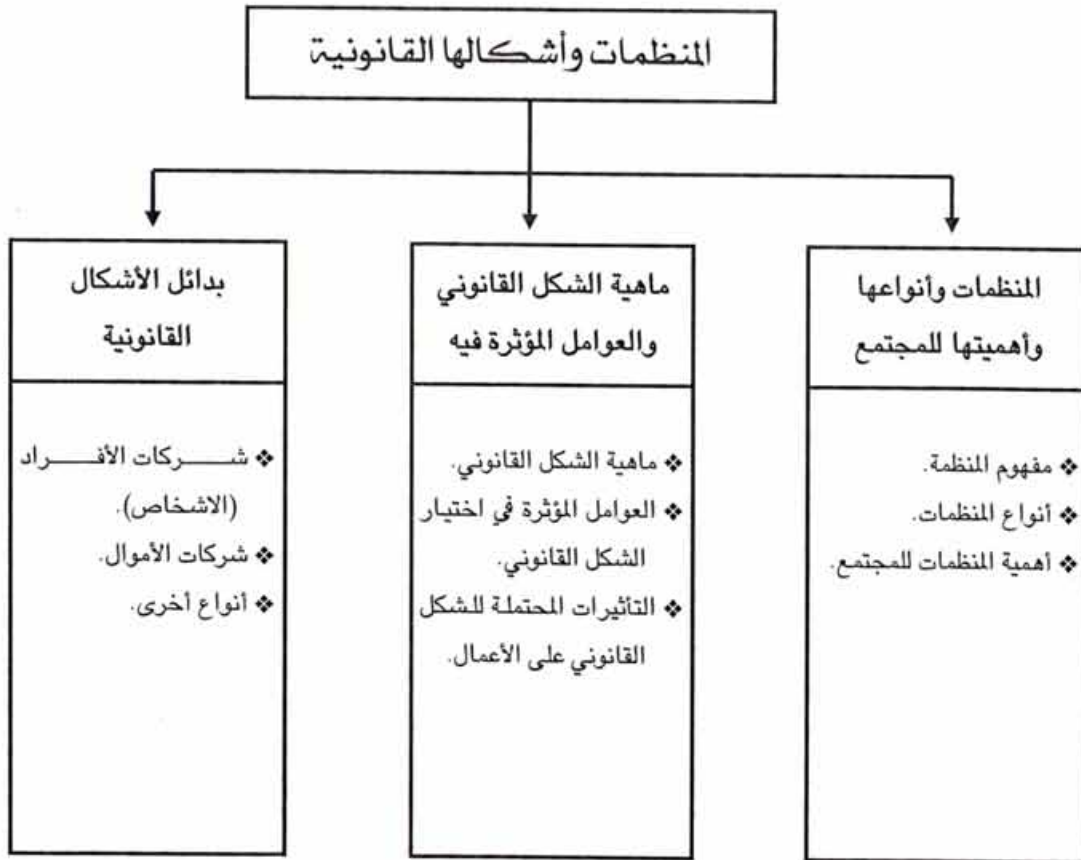 المنظمات وأشكالها القانونية
المنظمات وأنواعها
وأهميتها للمجتمع
❖ مفهوم المنظمة.
❖ أنواع المنظمات.
❖ أهمية المنظمات للمجتمع.
ماهية الشكل القانوني
والعوامل المؤثرة فيه
❖ ماهية الشكل القانوني.
❖ العوامل المؤثرة في اختيار
الشكل القانوني.
❖ التأثيرات المحتملة للشكل
القانوني على الأعمال.
بدائل الأشكال
القانونية
❖ شـــــركات الأفـــــراد
(الاشخاص).
❖ شركات الأموال.
❖ أنواع أخرى.